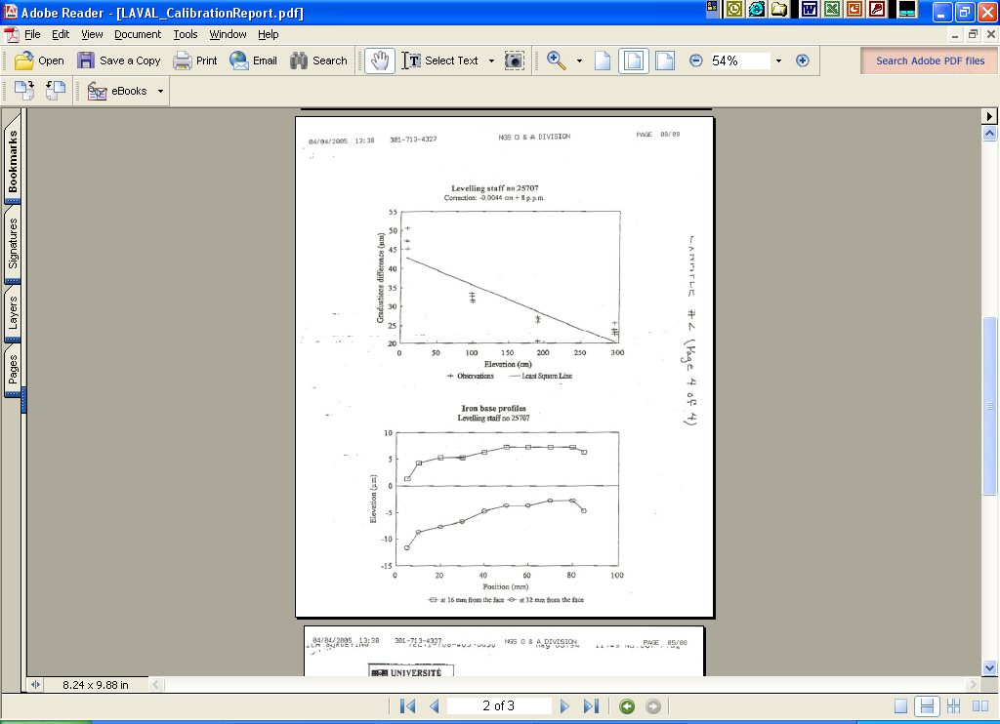 Adobe Reader - [LAVAL_CalibrationReport.pdf]
File Edit View Document Tools Window Help
Open Save a Copy Print Email Search Select Text 54% Search Adobe PDF files
eBooks
Bookmarks
Signatures
Layers
Pages
04/04/2005 13:38 301-713-4327 NGS O & A DIVISION PAGE 08/08
Levelling staff no 25707
Correction: -0.0044 cm + 8 p.p.m.
Graduations difference (µm)
55
50
45
40
35
30
25
20
0 50 100 150 200 250 300
Elevation (cm)
+ Observations — Least Square Line
#2 (Page 4 of 4)
Iron base profiles
Levelling staff no 25707
Elevation (µm)
10
5
0
-5
-10
-15
0 20 40 60 80 100
Position (mm)
at 16 mm from the face at 32 mm from the face
04/04/2005 13:38 301-713-4327 NGS O & A DIVISION PAGE 05/08
UNIVERSITÉ
8.24 x 9.88 in
2 of 3